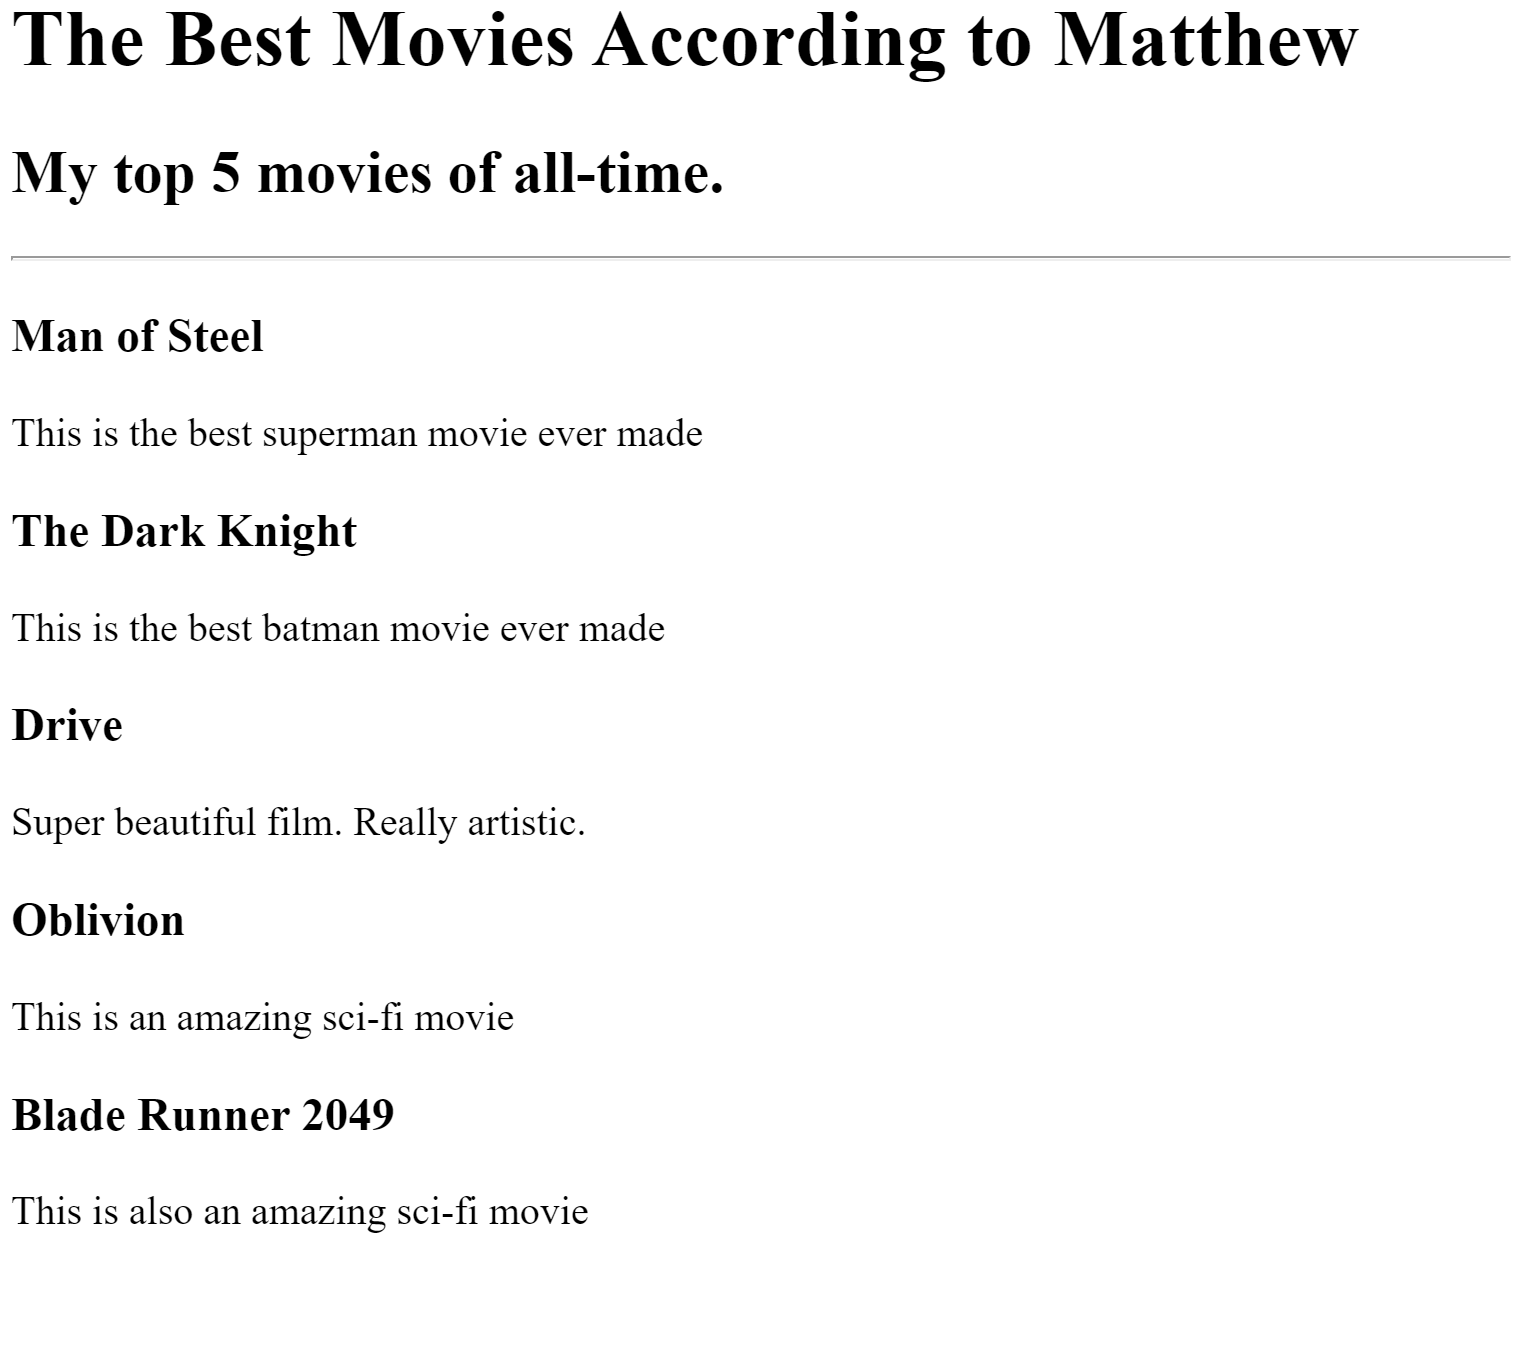 The Best Movies According to Matthew
My top 5 movies of all-time.
Man of Steel
This is the best superman movie ever made
The Dark Knight
This is the best batman movie ever made
Drive
Super beautiful film. Really artistic.
Oblivion
This is an amazing sci-fi movie
Blade Runner 2049
This is also an amazing sci-fi movie